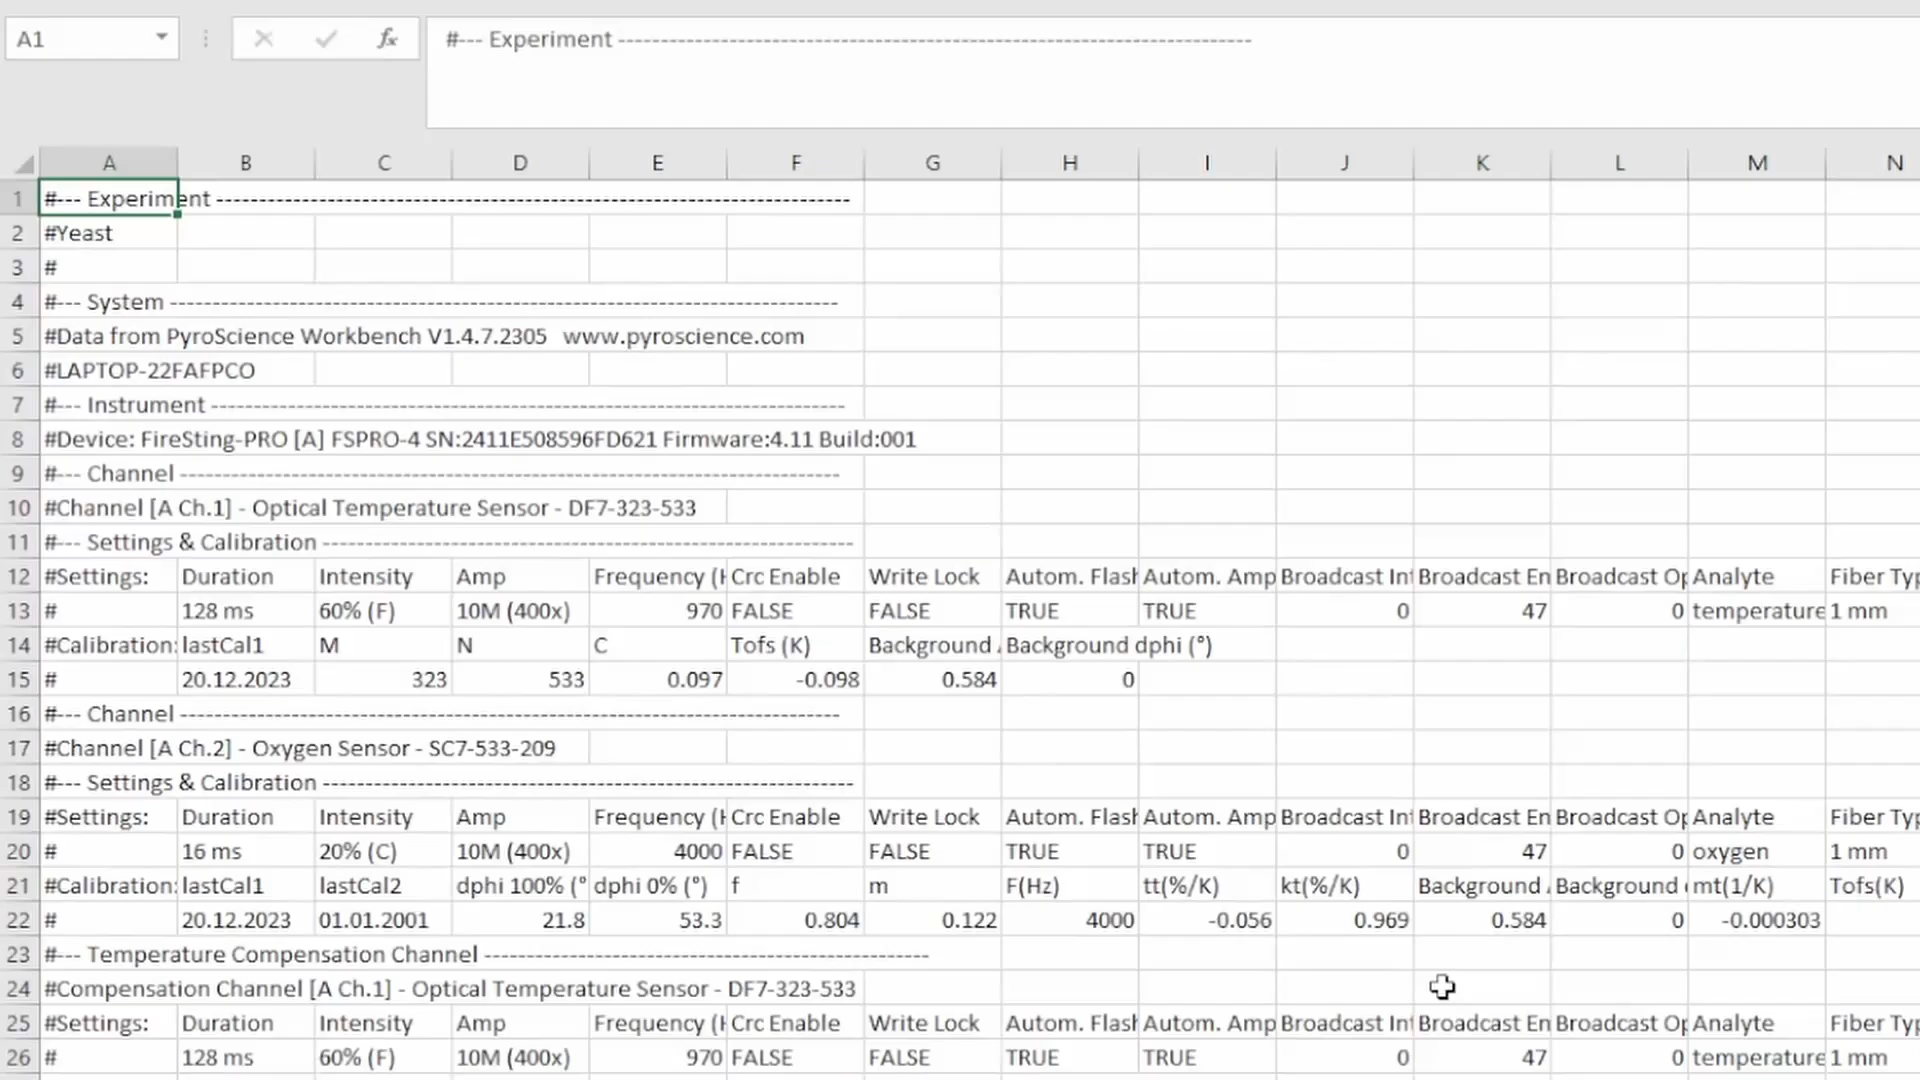 A1 fx #--- Experiment ---------------------------------------------------------------------------
A B C D E F G H I J K L M N
1 #--- Experiment ---------------------------------------------------------------------------
2 #Yeast
3 #
4 #--- System -------------------------------------------------------------------------------
5 #Data from PyroScience Workbench V1.4.7.2305 www.pyroscience.com
6 #LAPTOP-22FAFPCO
7 #--- Instrument ---------------------------------------------------------------------------
8 #Device: FireSting-PRO [A] FSPRO-4 SN:2411E508596FD621 Firmware:4.11 Build:001
9 #--- Channel ------------------------------------------------------------------------------
10 #Channel [A Ch.1] - Optical Temperature Sensor - DF7-323-533
11 #--- Settings & Calibration ---------------------------------------------------------------
12 #Settings: Duration Intensity Amp Frequency (H Crc Enable Write Lock Autom. Flash Autom. Amp Broadcast Int Broadcast En Broadcast Op Analyte Fiber Typ
13 # 128 ms 60% (F) 10M (400x) 970 FALSE FALSE TRUE TRUE 0 47 0 temperature 1 mm
14 #Calibration: lastCal1 M N C Tofs (K) Background A Background dphi (°)
15 # 20.12.2023 323 533 0.097 -0.098 0.584 0
16 #--- Channel ------------------------------------------------------------------------------
17 #Channel [A Ch.2] - Oxygen Sensor - SC7-533-209
18 #--- Settings & Calibration ---------------------------------------------------------------
19 #Settings: Duration Intensity Amp Frequency (H Crc Enable Write Lock Autom. Flash Autom. Amp Broadcast Int Broadcast En Broadcast Op Analyte Fiber Typ
20 # 16 ms 20% (C) 10M (400x) 4000 FALSE FALSE TRUE TRUE 0 47 0 oxygen 1 mm
21 #Calibration: lastCal1 lastCal2 dphi 100% (° dphi 0% (°) f m F(Hz) tt(%/K) kt(%/K) Background Background mt(1/K) Tofs(K)
22 # 20.12.2023 01.01.2001 21.8 53.3 0.804 0.122 4000 -0.056 0.969 0.584 0 -0.000303
23 #--- Temperature Compensation Channel -----------------------------------------------------
24 #Compensation Channel [A Ch.1] - Optical Temperature Sensor - DF7-323-533
25 #Settings: Duration Intensity Amp Frequency (H Crc Enable Write Lock Autom. Flash Autom. Amp Broadcast Int Broadcast En Broadcast Op Analyte Fiber Typ
26 # 128 ms 60% (F) 10M (400x) 970 FALSE FALSE TRUE TRUE 0 47 0 temperature 1 mm